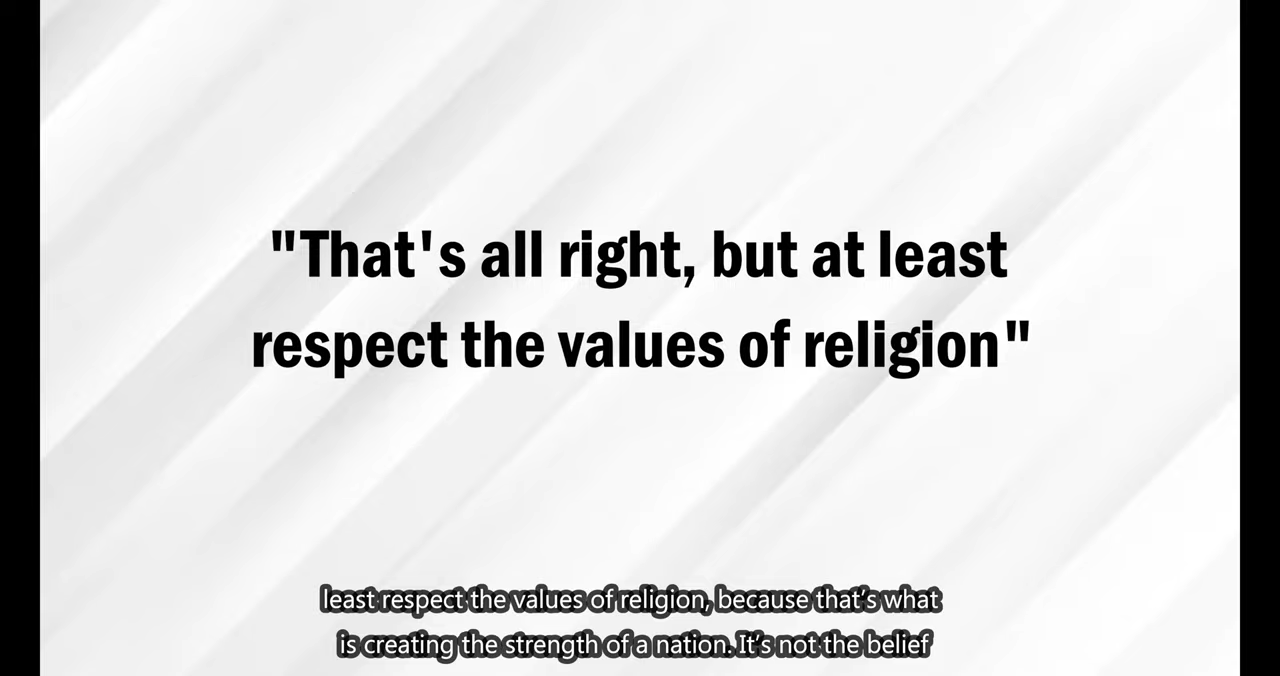 "That's all right, but at least
respect the values of religion"
least respect the values of religion, because that’s what
is creating the strength of a nation. It’s not the belief